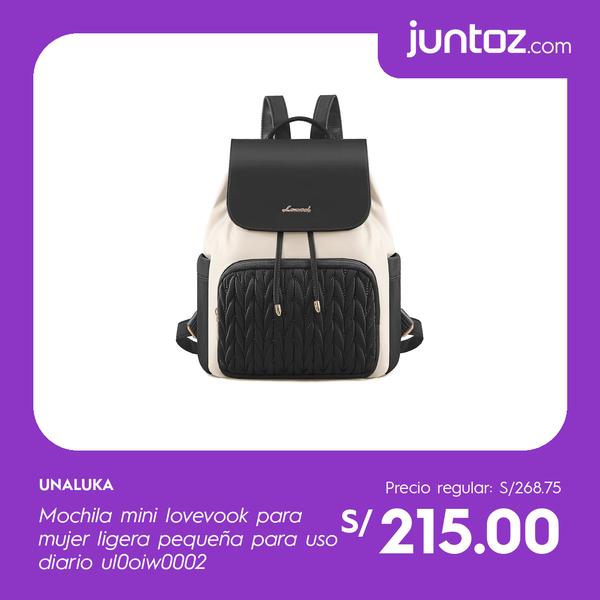 juntoz.com
Lovevook
UNALUKA
Precio regular: S/268.75
Mochila mini lovevook para
mujer ligera pequeña para uso
diario ul0oiw0002
S/215.00